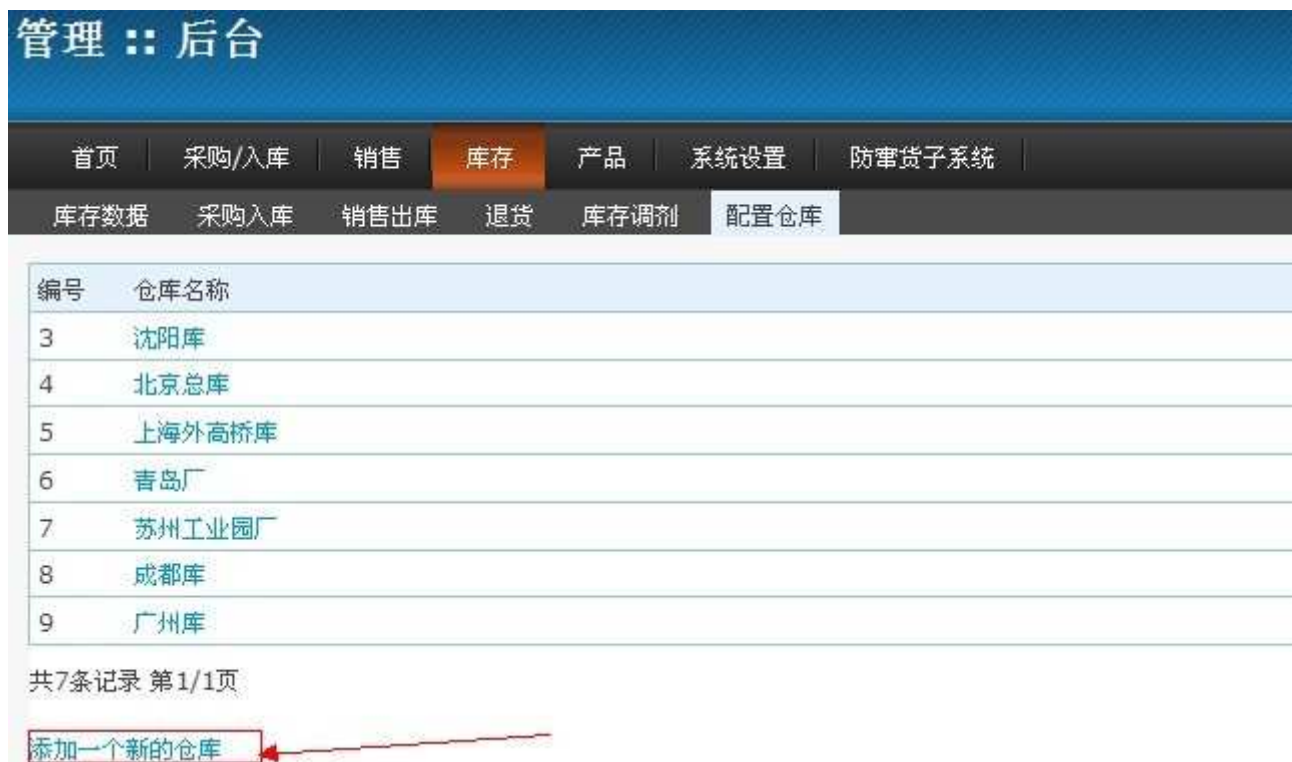 管理 :: 后台
首页 采购/入库 销售 库存 产品 系统设置 防窜货子系统
库存数据 采购入库 销售出库 退货 库存调剂 配置仓库
编号 仓库名称
3 沈阳库
4 北京总库
5 上海外高桥库
6 青岛厂
7 苏州工业园厂
8 成都库
9 广州库
共7条记录 第1/1页
添加一个新的仓库